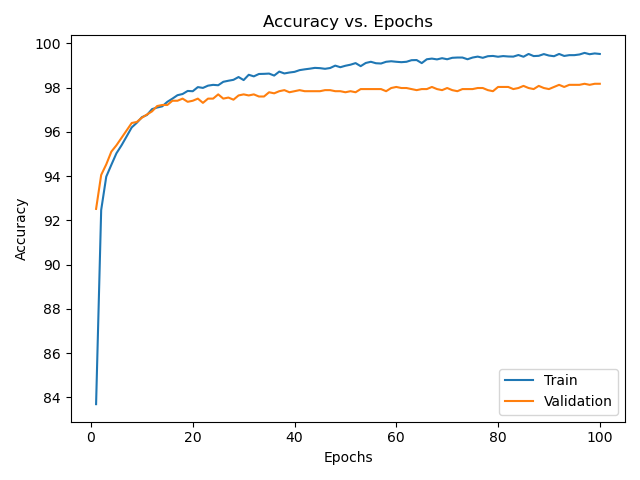 Accuracy vs. Epochs
100
98
96
94
92
90
88
86
84
Accuracy
0 20 40 60 80 100
Epochs
Train
Validation